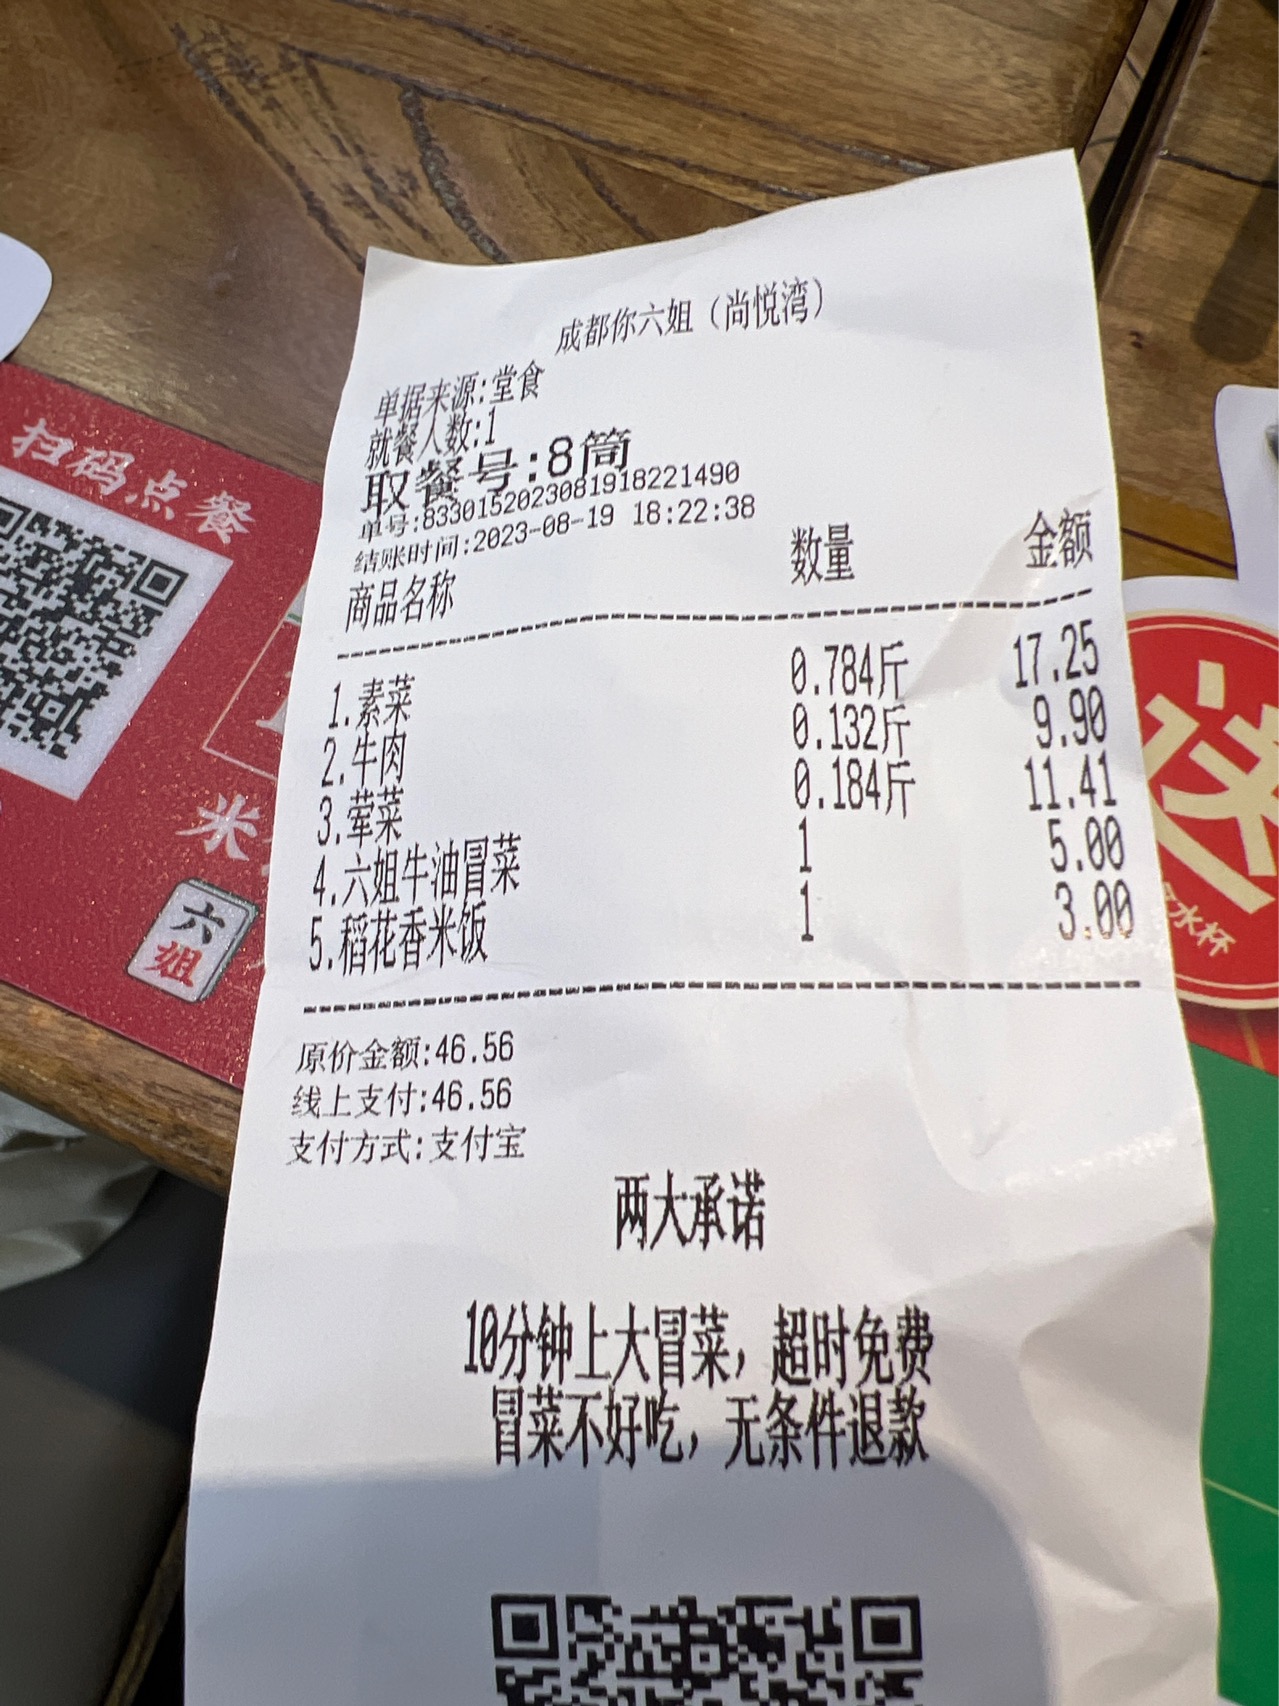 成都你六姐（尚悦湾）
单据来源:堂食
就餐人数:1
取餐号:8筒
单号:8330152023081918221490
结账时间:2023-08-19 18:22:38
商品名称 数量 金额
1.素菜 0.784斤 17.25
2.牛肉 0.132斤 9.90
3.荤菜 0.184斤 11.41
4.六姐牛油冒菜 1 5.00
5.稻花香米饭 1 3.00
原价金额:46.56
线上支付:46.56
支付方式:支付宝
两大承诺
10分钟上大冒菜，超时免费
冒菜不好吃，无条件退款
扫码点餐
米
六
姐
送
水杯